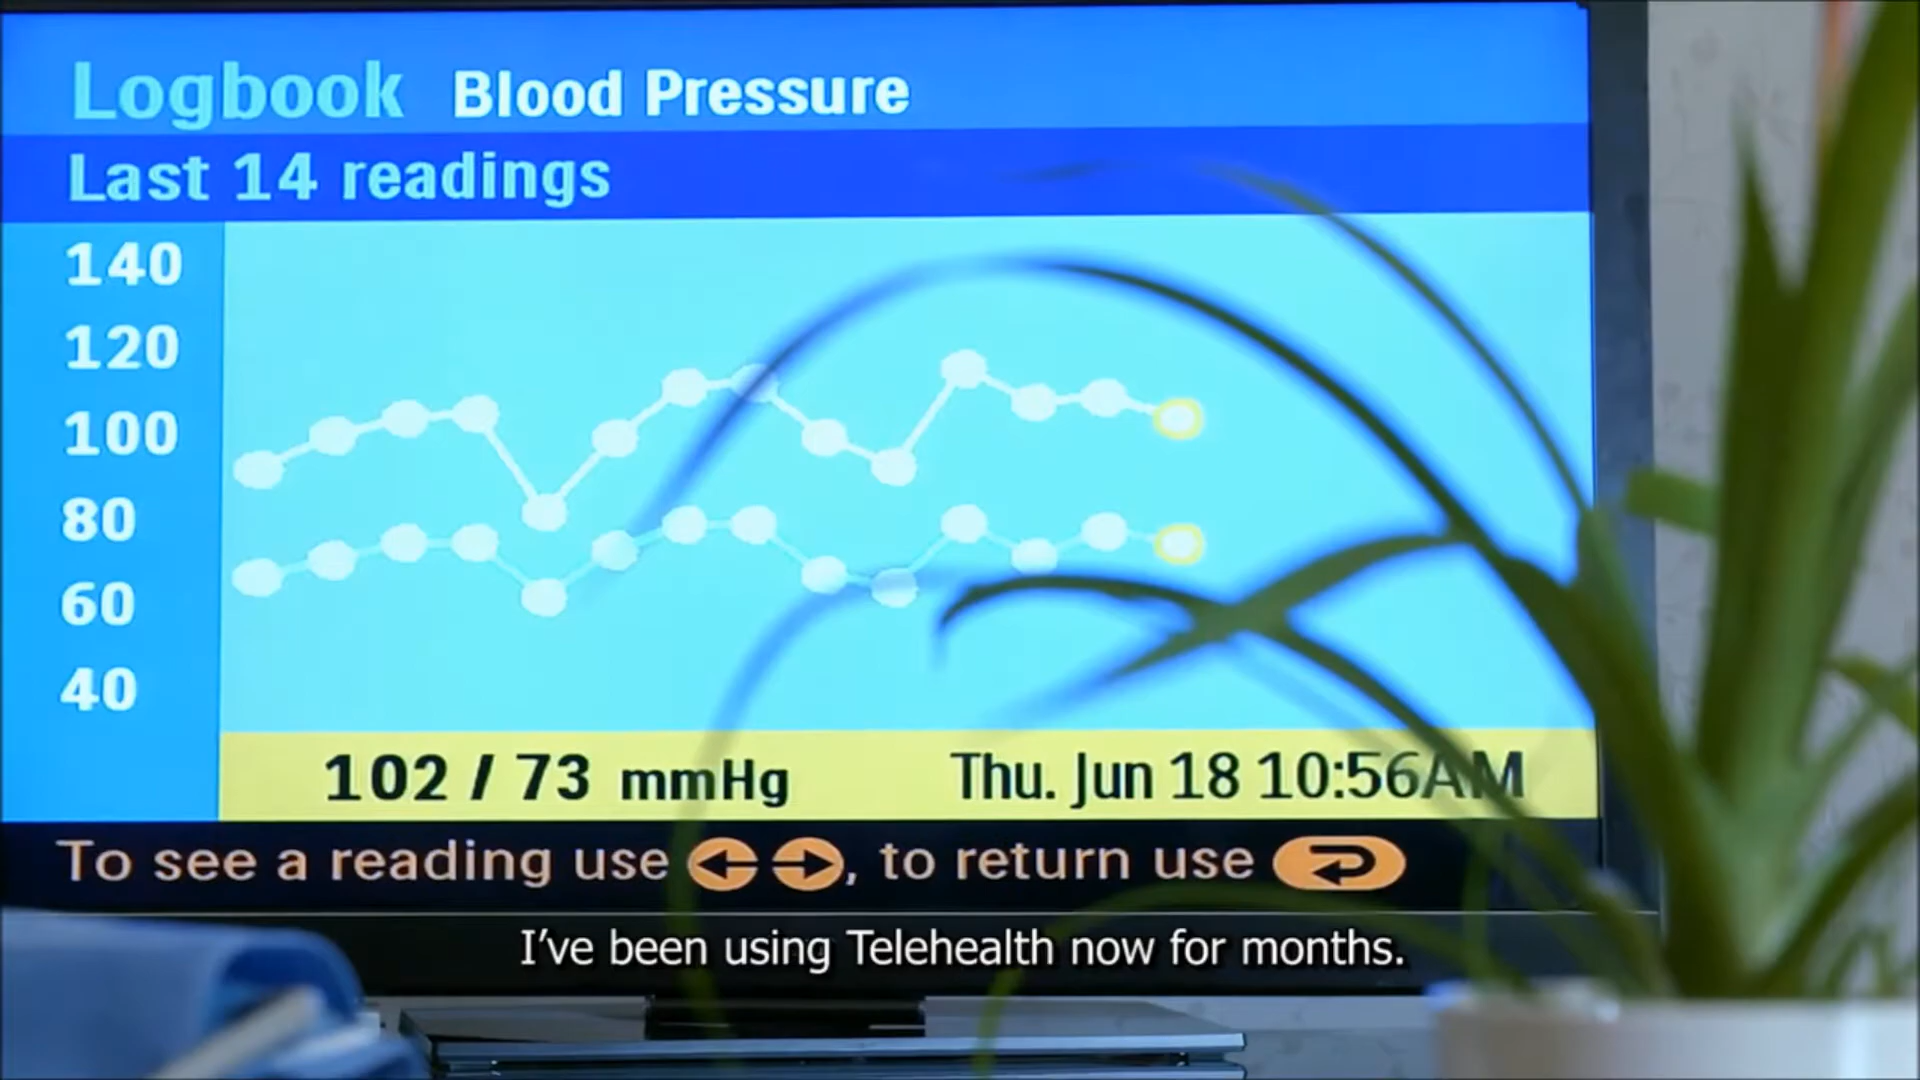 Logbook Blood Pressure
Last 14 readings
140
120
100
80
60
40
102 / 73 mmHg Thu. Jun 18 10:56AM
To see a reading use , to return use
I've been using Telehealth now for months.